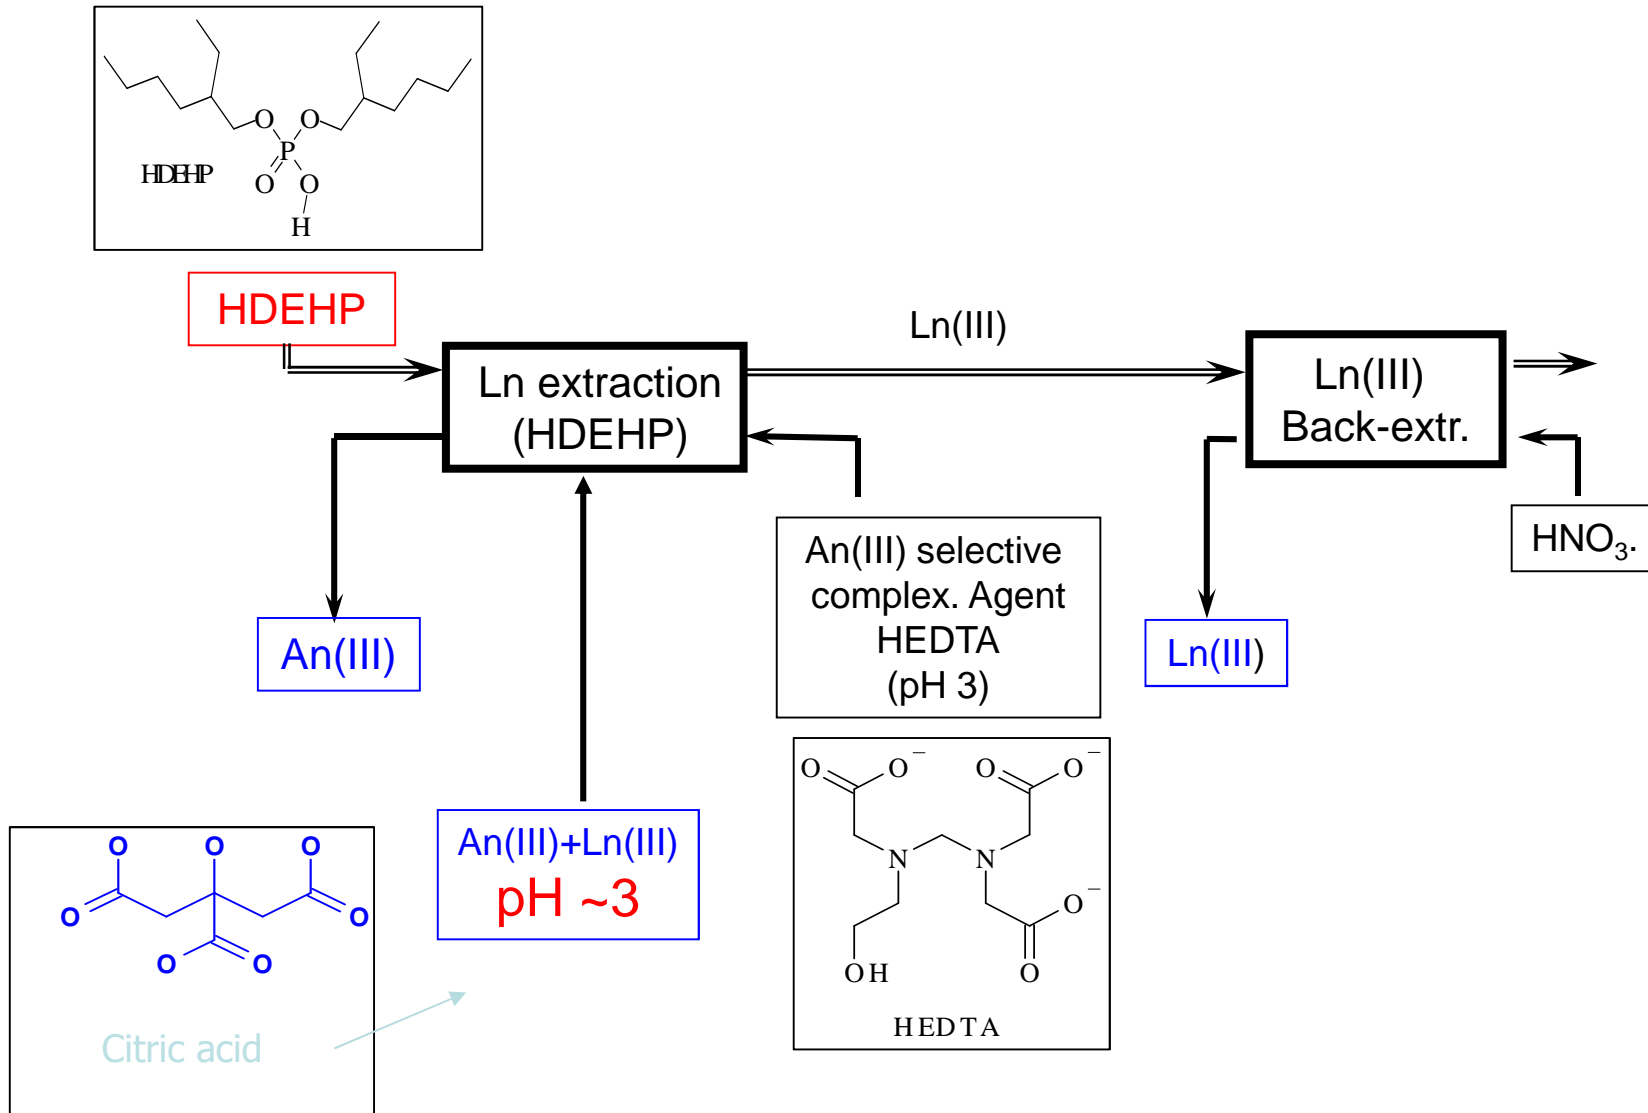 O
O
P
O
O
H
HDEHP
HDEHP
Ln(III)
Ln extraction
(HDEHP)
Ln(III)
Back-extr.
HNO₃.
An(III) selective
complex. Agent
HEDTA
(pH 3)
An(III)
Ln(III)
O
O⁻
O
O⁻
N
N
O⁻
OH
O
HEDTA
An(III)+Ln(III)
pH ~3
O
O
O
O
O
O
O
Citric acid